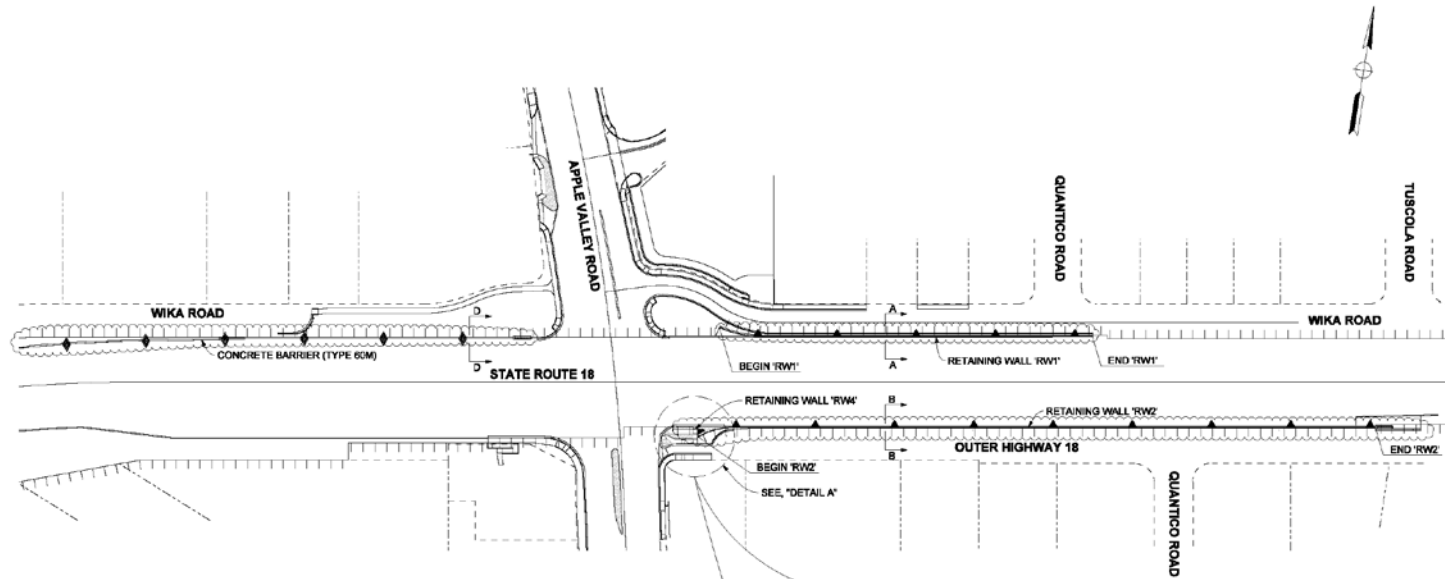 APPLE VALLEY ROAD
QUANTICO ROAD
TUSCOLA ROAD
WIKA ROAD
D
A
WIKA ROAD
CONCRETE BARRIER (TYPE 60M)
D
STATE ROUTE 18
BEGIN 'RW1'
A
RETAINING WALL 'RW1'
END 'RW1'
RETAINING WALL 'RW4'
B
RETAINING WALL 'RW2'
B
OUTER HIGHWAY 18
END 'RW2'
BEGIN 'RW2'
SEE, "DETAIL A"
QUANTICO ROAD